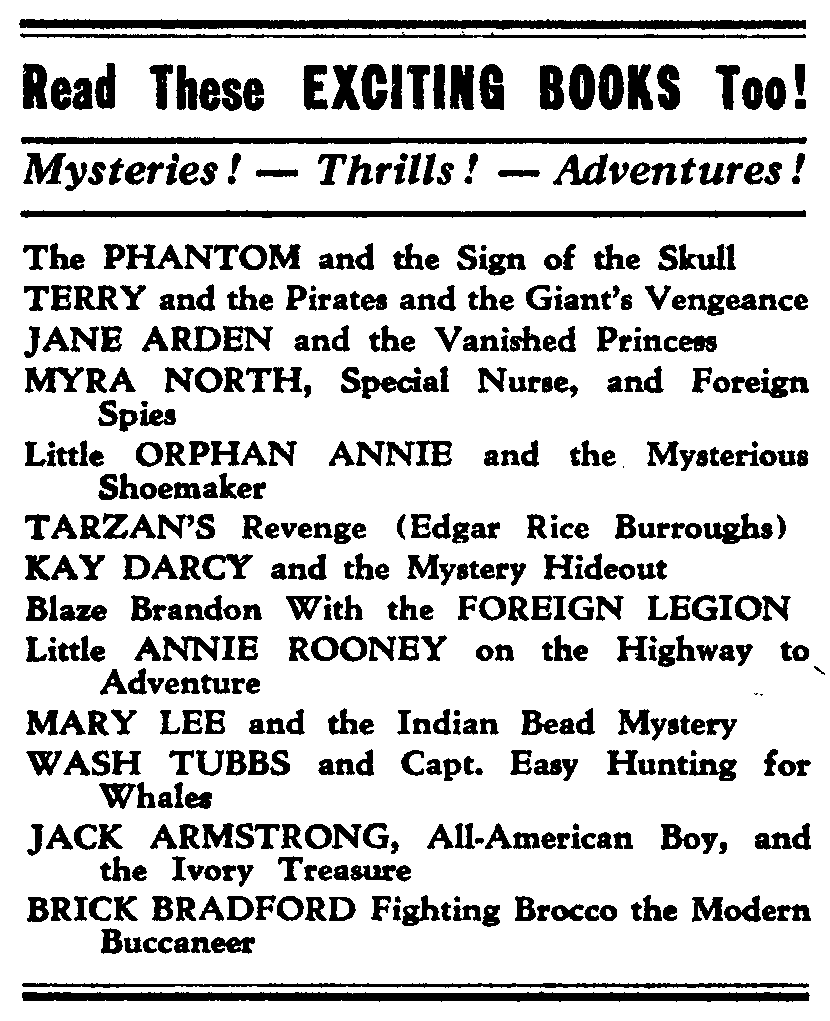 Read These EXCITING BOOKS Too!
Mysteries! — Thrills! — Adventures!
The PHANTOM and the Sign of the Skull
TERRY and the Pirates and the Giant's Vengeance
JANE ARDEN and the Vanished Princess
MYRA NORTH, Special Nurse, and Foreign
Spies
Little ORPHAN ANNIE and the Mysterious
Shoemaker
TARZAN'S Revenge (Edgar Rice Burroughs)
KAY DARCY and the Mystery Hideout
Blaze Brandon With the FOREIGN LEGION
Little ANNIE ROONEY on the Highway to
Adventure
MARY LEE and the Indian Bead Mystery
WASH TUBBS and Capt. Easy Hunting for
Whales
JACK ARMSTRONG, All-American Boy, and
the Ivory Treasure
BRICK BRADFORD Fighting Brocco the Modern
Buccaneer